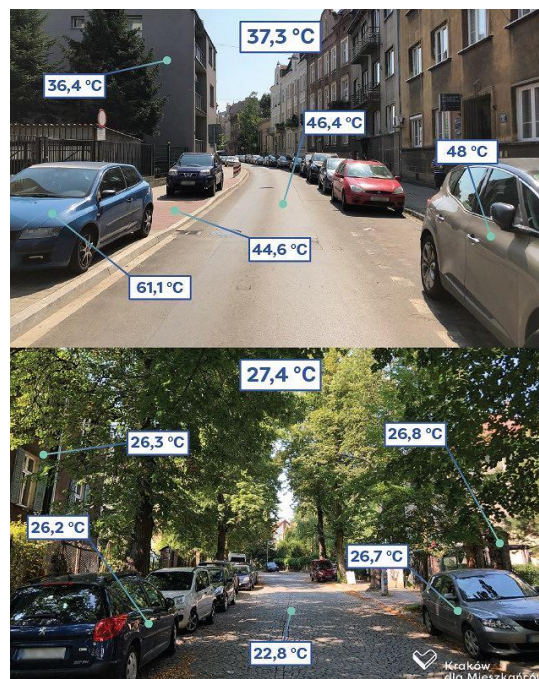 37,3 °C
36,4 °C
46,4 °C
48 °C
44,6 °C
61,1 °C
27,4 °C
26,3 °C
26,8 °C
26,2 °C
26,7 °C
22,8 °C
Kraków
dla Mieszkańców